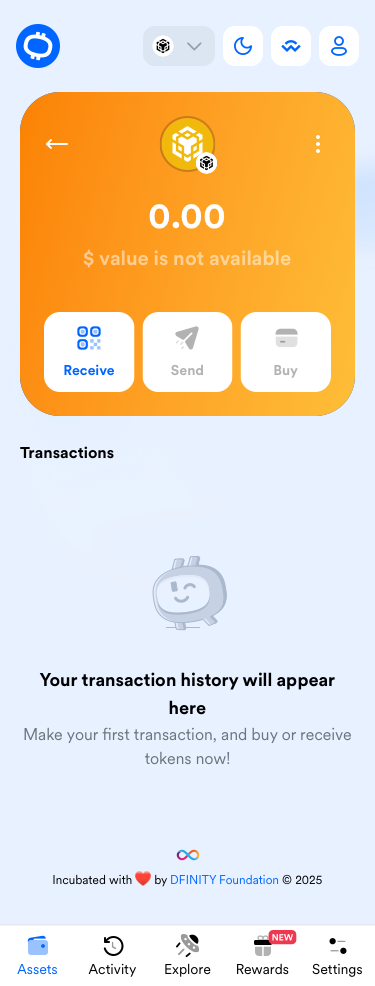 0.00
$ value is not available
Receive
Send
Buy
Transactions
Your transaction history will appear
here
Make your first transaction, and buy or receive
tokens now!
Incubated with ❤️ by DFINITY Foundation © 2025
NEW
Assets
Activity
Explore
Rewards
Settings